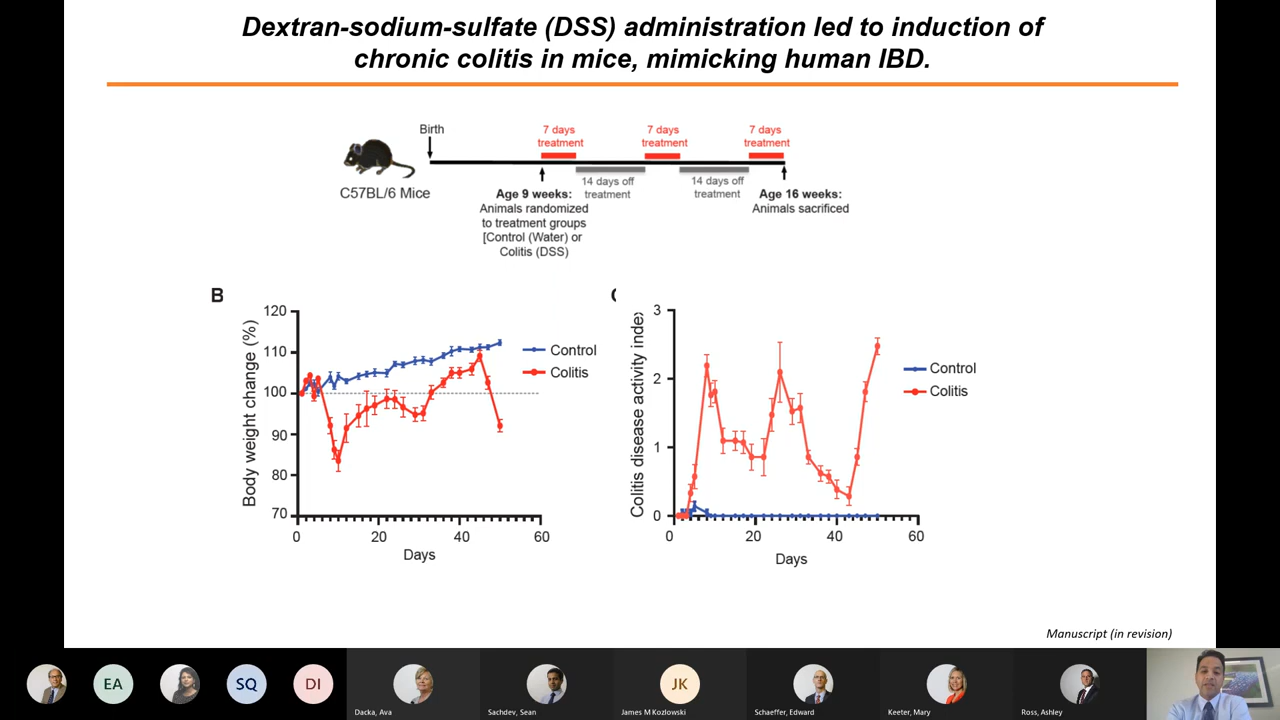 Dextran-sodium-sulfate (DSS) administration led to induction of
chronic colitis in mice, mimicking human IBD.
Birth
7 days
treatment
7 days
treatment
7 days
treatment
C57BL/6 Mice
14 days off
treatment
14 days off
treatment
Age 9 weeks:
Animals randomized
to treatment groups
[Control (Water) or
Colitis (DSS)
Age 16 weeks:
Animals sacrificed
B
Body weight change (%)
120
110
100
90
80
70
0
20
40
60
Days
Control
Colitis
Colitis disease activity inde
3
2
1
0
0
20
40
60
Days
Control
Colitis
Manuscript (in revision)
EA
SQ
DI
Dacka, Ava
Sachdev, Sean
JK
James M Kozlowski
Schaeffer, Edward
Keeter, Mary
Ross, Ashley